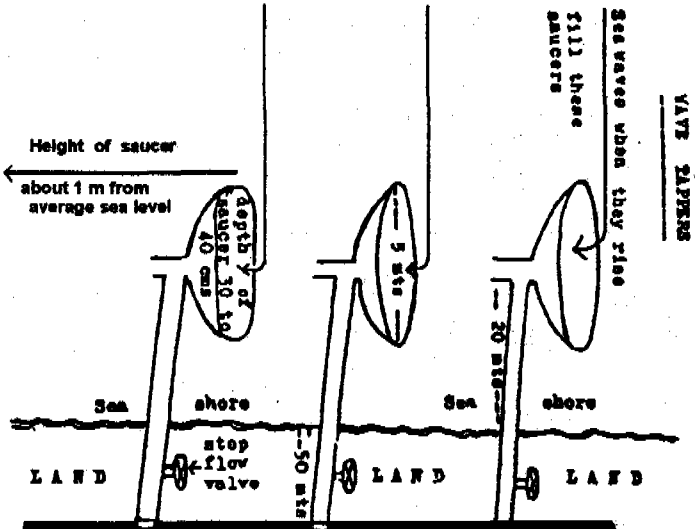 WAVE TAPPERS
Sea waves when they rise
fill these
saucers
Height of saucer
about 1 m from
average sea level
depth y of
saucer 30 to
40 cms
5 mts
20 mts
Sea shore
Sea shore
stop
flow
valve
50 mts
LAND
LAND
LAND